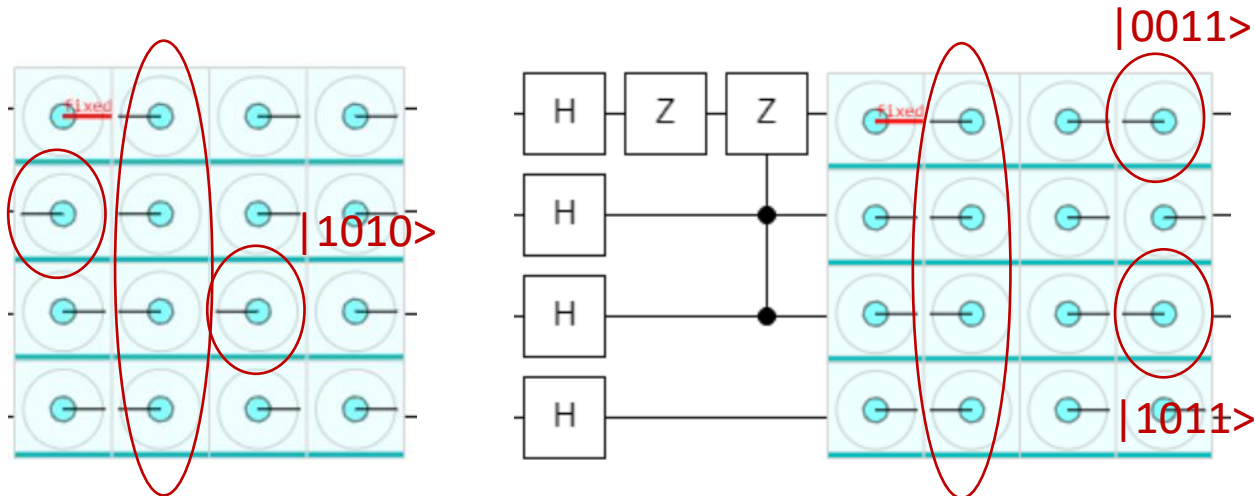 |0011>
fixed
H Z Z
fixed
H
|1010>
H
|1011>
H